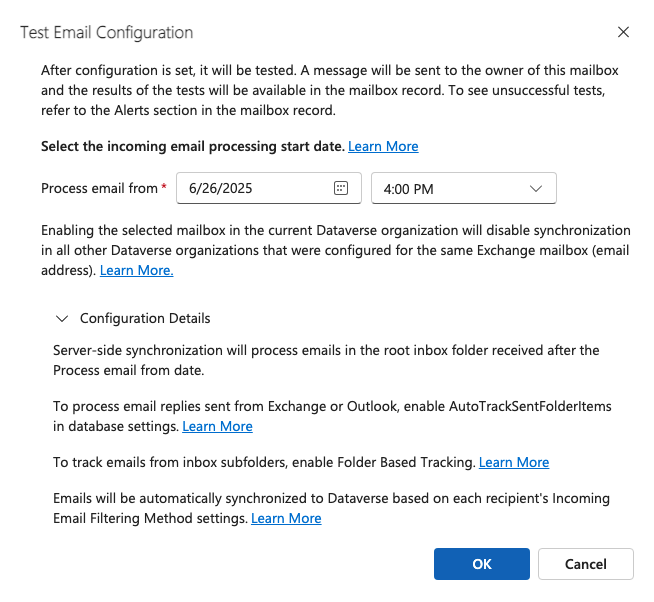 Test Email Configuration
After configuration is set, it will be tested. A message will be sent to the owner of this mailbox
and the results of the tests will be available in the mailbox record. To see unsuccessful tests,
refer to the Alerts section in the mailbox record.
Select the incoming email processing start date. Learn More
Process email from *
6/26/2025
4:00 PM
Enabling the selected mailbox in the current Dataverse organization will disable synchronization
in all other Dataverse organizations that were configured for the same Exchange mailbox (email
address). Learn More.
Configuration Details
Server-side synchronization will process emails in the root inbox folder received after the
Process email from date.
To process email replies sent from Exchange or Outlook, enable AutoTrackSentFolderItems
in database settings. Learn More
To track emails from inbox subfolders, enable Folder Based Tracking. Learn More
Emails will be automatically synchronized to Dataverse based on each recipient's Incoming
Email Filtering Method settings. Learn More
OK
Cancel